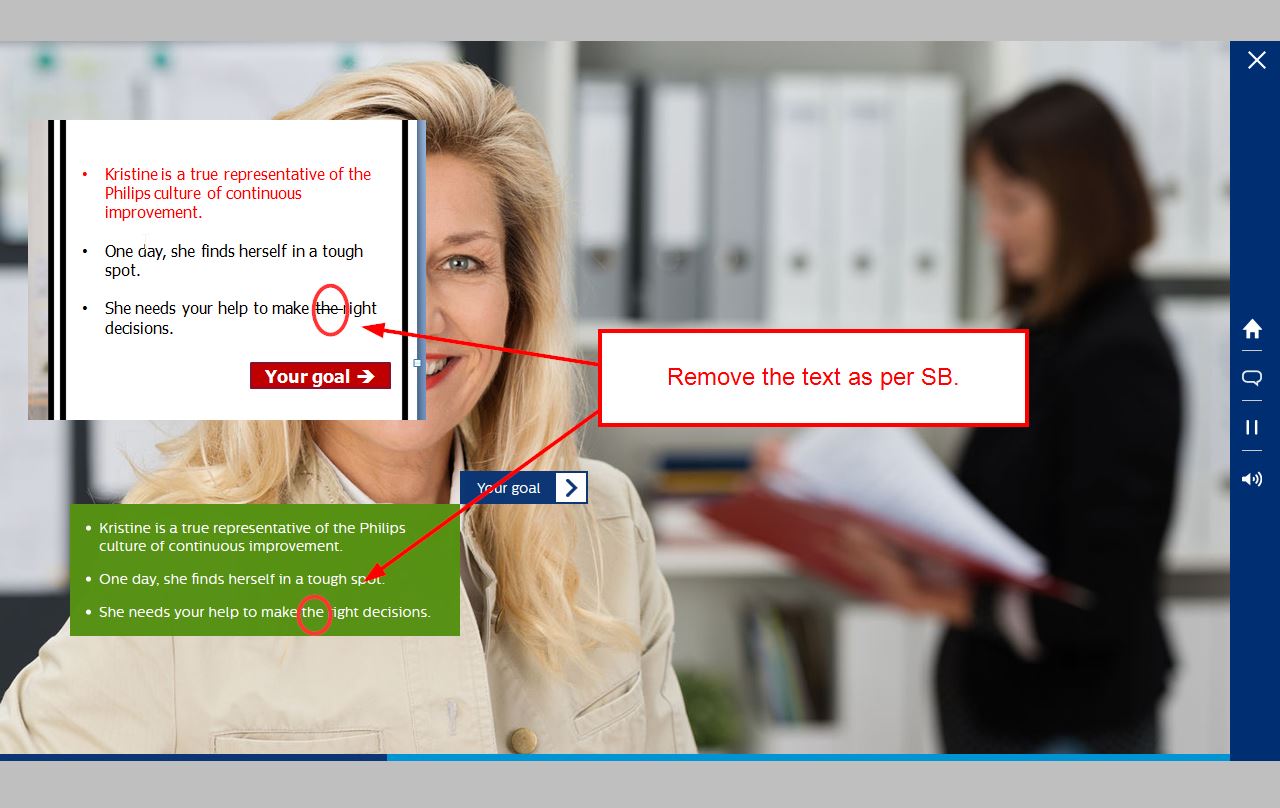 • Kristine is a true representative of the
Philips culture of continuous
improvement.
• One day, she finds herself in a tough
spot.
• She needs your help to make the right
decisions.
Your goal →
Remove the text as per SB.
Your goal
• Kristine is a true representative of the Philips
culture of continuous improvement.
• One day, she finds herself in a tough spot.
• She needs your help to make the right decisions.